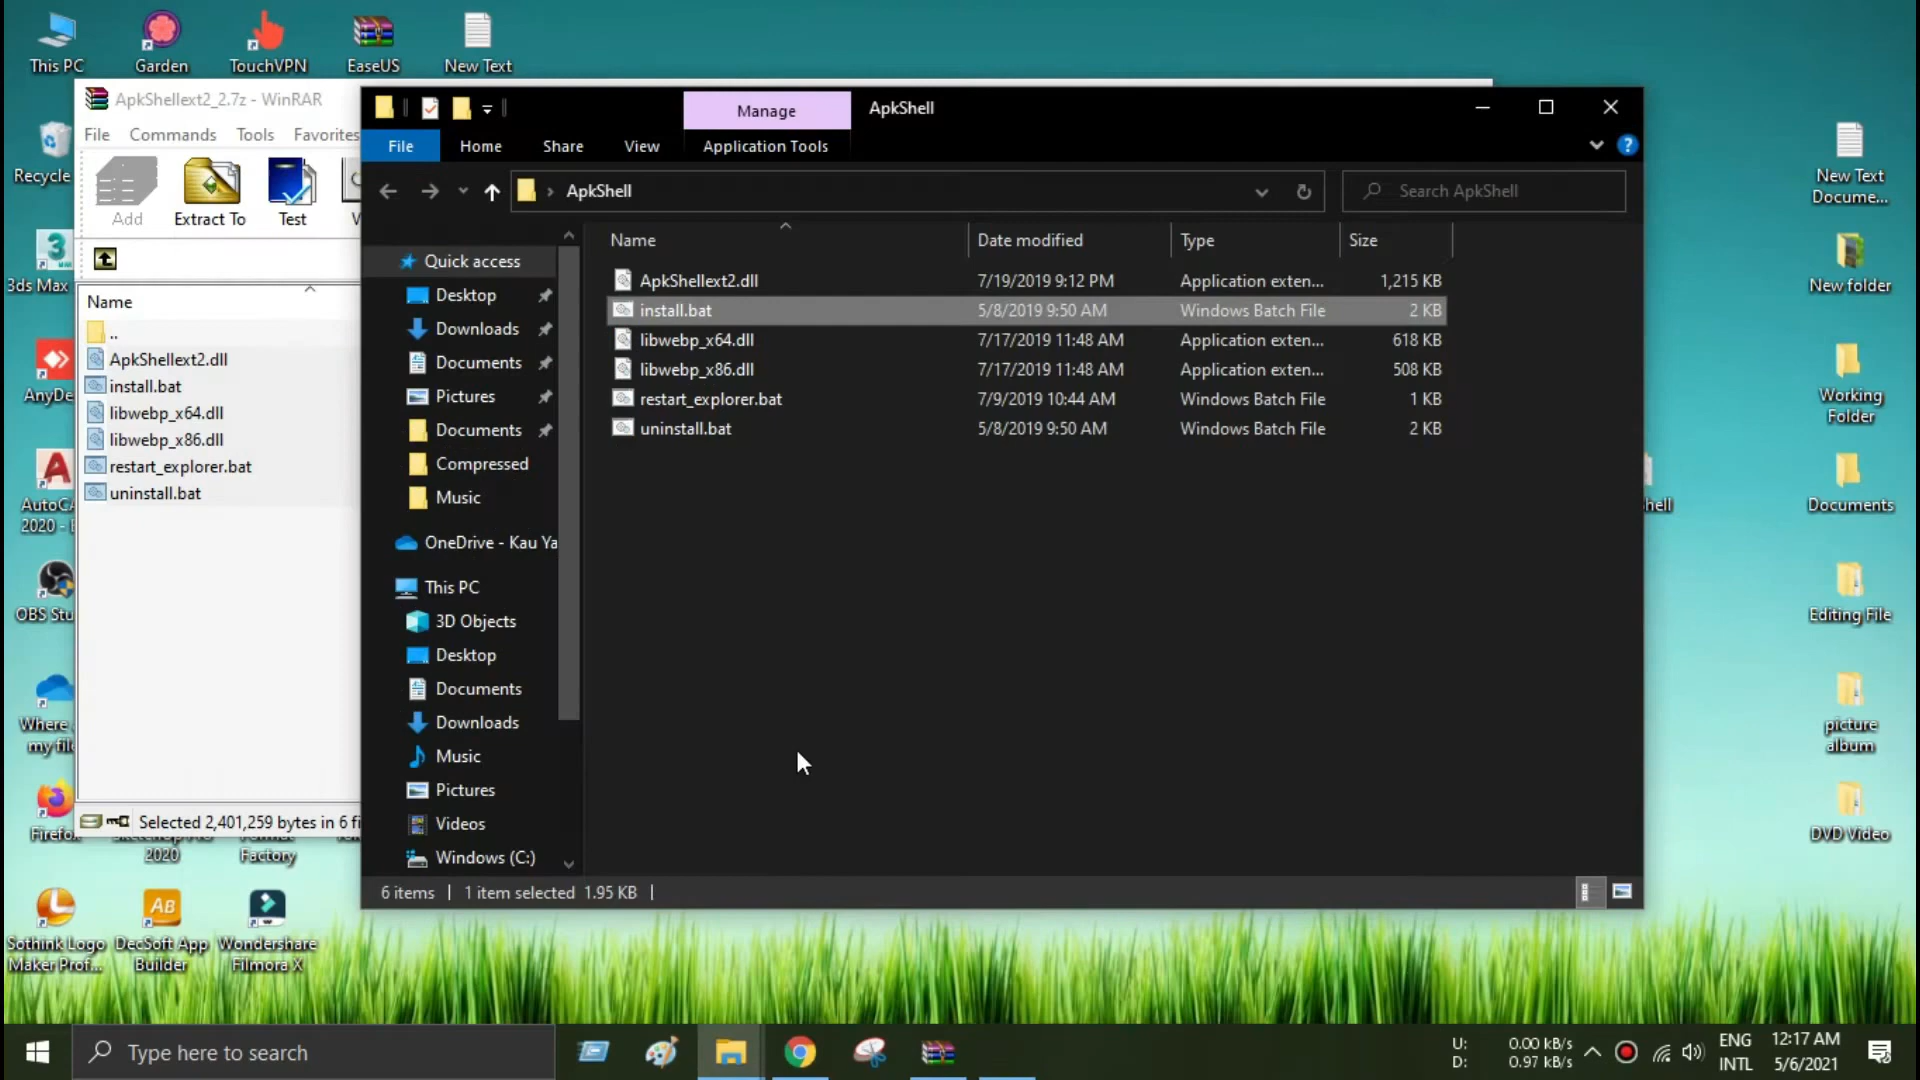 This PC
Garden
TouchVPN
EaseUS
New Text
ApkShellext2_2.7z - WinRAR
File Commands Tools Favorites
Add Extract To Test
Name
..
ApkShellext2.dll
install.bat
libwebp_x64.dll
libwebp_x86.dll
restart_explorer.bat
uninstall.bat
Selected 2,401,259 bytes in 6 fi
Manage ApkShell
File Home Share View Application Tools
ApkShell
Search ApkShell
Quick access
Desktop
Downloads
Documents
Pictures
Documents
Compressed
Music
OneDrive - Kau Ya
This PC
3D Objects
Desktop
Documents
Downloads
Music
Pictures
Videos
Windows (C:)
Name Date modified Type Size
ApkShellext2.dll 7/19/2019 9:12 PM Application exten... 1,215 KB
install.bat 5/8/2019 9:50 AM Windows Batch File 2 KB
libwebp_x64.dll 7/17/2019 11:48 AM Application exten... 618 KB
libwebp_x86.dll 7/17/2019 11:48 AM Application exten... 508 KB
restart_explorer.bat 7/9/2019 10:44 AM Windows Batch File 1 KB
uninstall.bat 5/8/2019 9:50 AM Windows Batch File 2 KB
6 items 1 item selected 1.95 KB
Recycle
3ds Max
AnyDe
AutoCA
2020 -
OBS Stu
Where
my fil
Firefo
2020
Factory
Sothink Logo
Maker Prof...
DecSoft App
Builder
Wondershare
Filmora X
New Text
Docume...
New folder
Working
Folder
hell
Documents
Editing File
picture
album
DVD Video
Type here to search
U: 0.00 kB/s
D: 0.97 kB/s
ENG
INTL
12:17 AM
5/6/2021